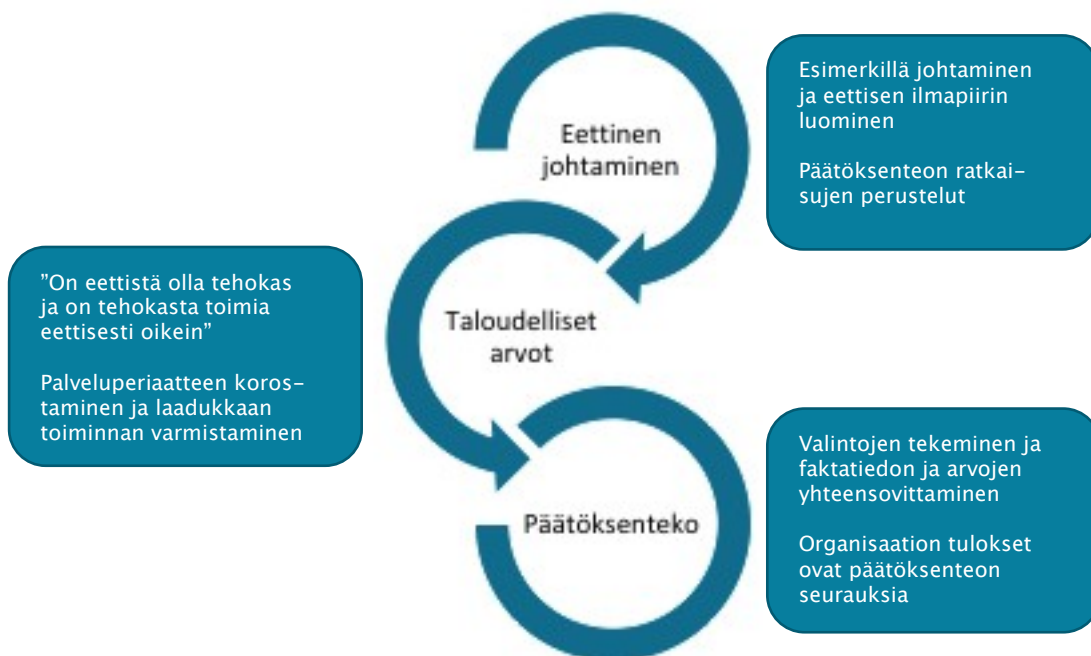 Eettinen
johtaminen
Esimerkillä johtaminen
ja eettisen ilmapiirin
luominen
Päätöksenteon ratkai-
sujen perustelut
Taloudelliset
arvot
”On eettistä olla tehokas
ja on tehokasta toimia
eettisesti oikein”
Palveluperiaatteen koros-
taminen ja laadukkaan
toiminnan varmistaminen
Päätöksenteko
Valintojen tekeminen ja
faktatiedon ja arvojen
yhteensovittaminen
Organisaation tulokset
ovat päätöksenteon
seurauksia